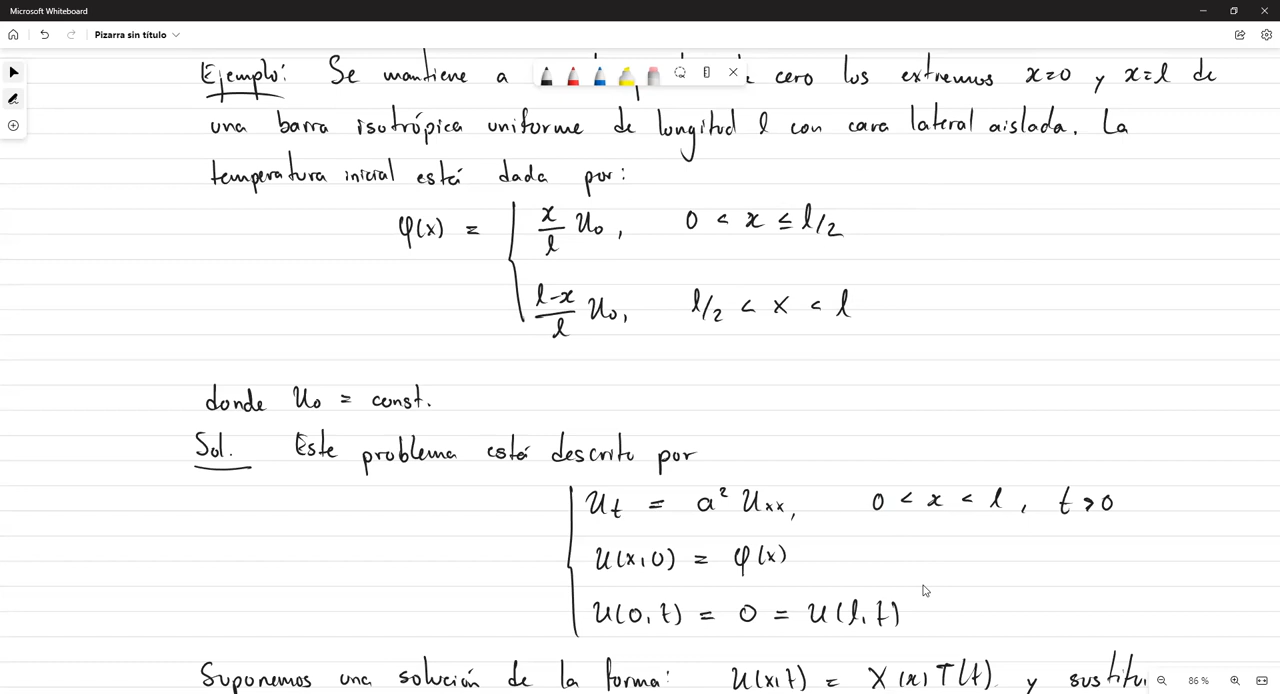 Microsoft Whiteboard
Pizarra sin título
Ejemplo: Se mantiene a cero los extremos x=0 y x=l de
una barra isotrópica uniforme de longitud l con cara lateral aislada. La
temperatura inicial está dada por:
φ(x) = { x/l U₀, 0 < x ≤ l/2
l-x/l U₀, l/2 < x < l
donde U₀ = const.
Sol. Este problema está descrito por
{ Ut = a² Uxx, 0 < x < l, t > 0
U(x,0) = φ(x)
U(0,t) = 0 = U(l,t)
Suponemos una solución de la forma: U(x,t) = X(x)T(t) y
86 %